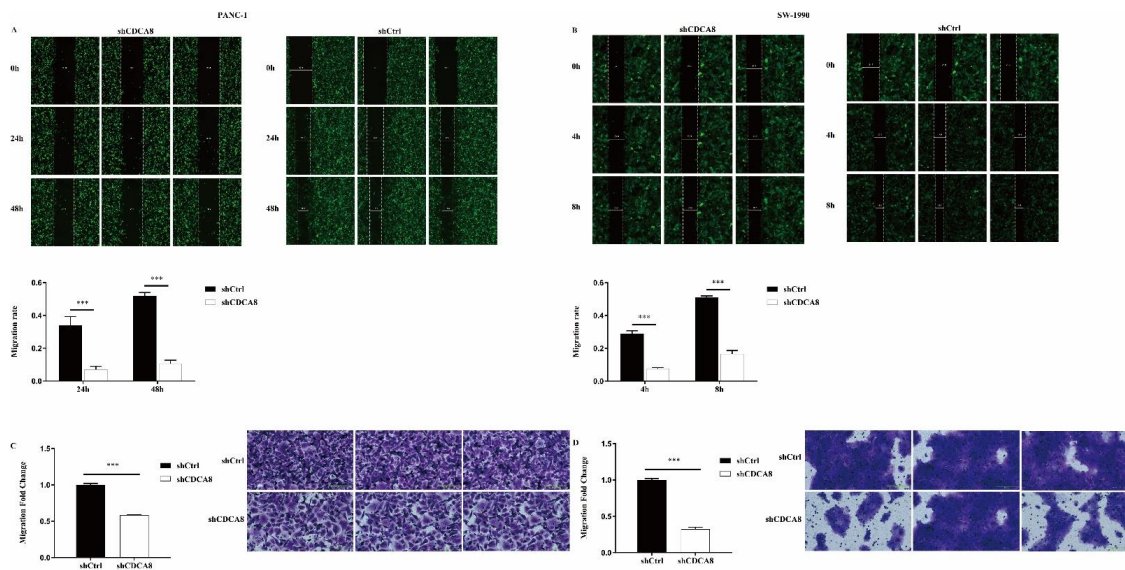 PANC-1
SW-1990
A
shCDCA8
shCtrl
0h
24h
48h
0h
24h
48h
B
shCDCA8
shCtrl
0h
4h
8h
0h
4h
8h
Migration rate
0.6
0.4
0.2
0.0
***
***
24h
48h
shCtrl
shCDCA8
Migration rate
0.6
0.4
0.2
0.0
***
***
4h
8h
shCtrl
shCDCA8
C
Migration Fold Change
1.5
1.0
0.5
0.0
***
shCtrl
shCDCA8
shCtrl
shCDCA8
shCtrl
shCDCA8
D
Migration Fold Change
1.5
1.0
0.5
0.0
***
shCtrl
shCDCA8
shCtrl
shCDCA8
shCtrl
shCDCA8